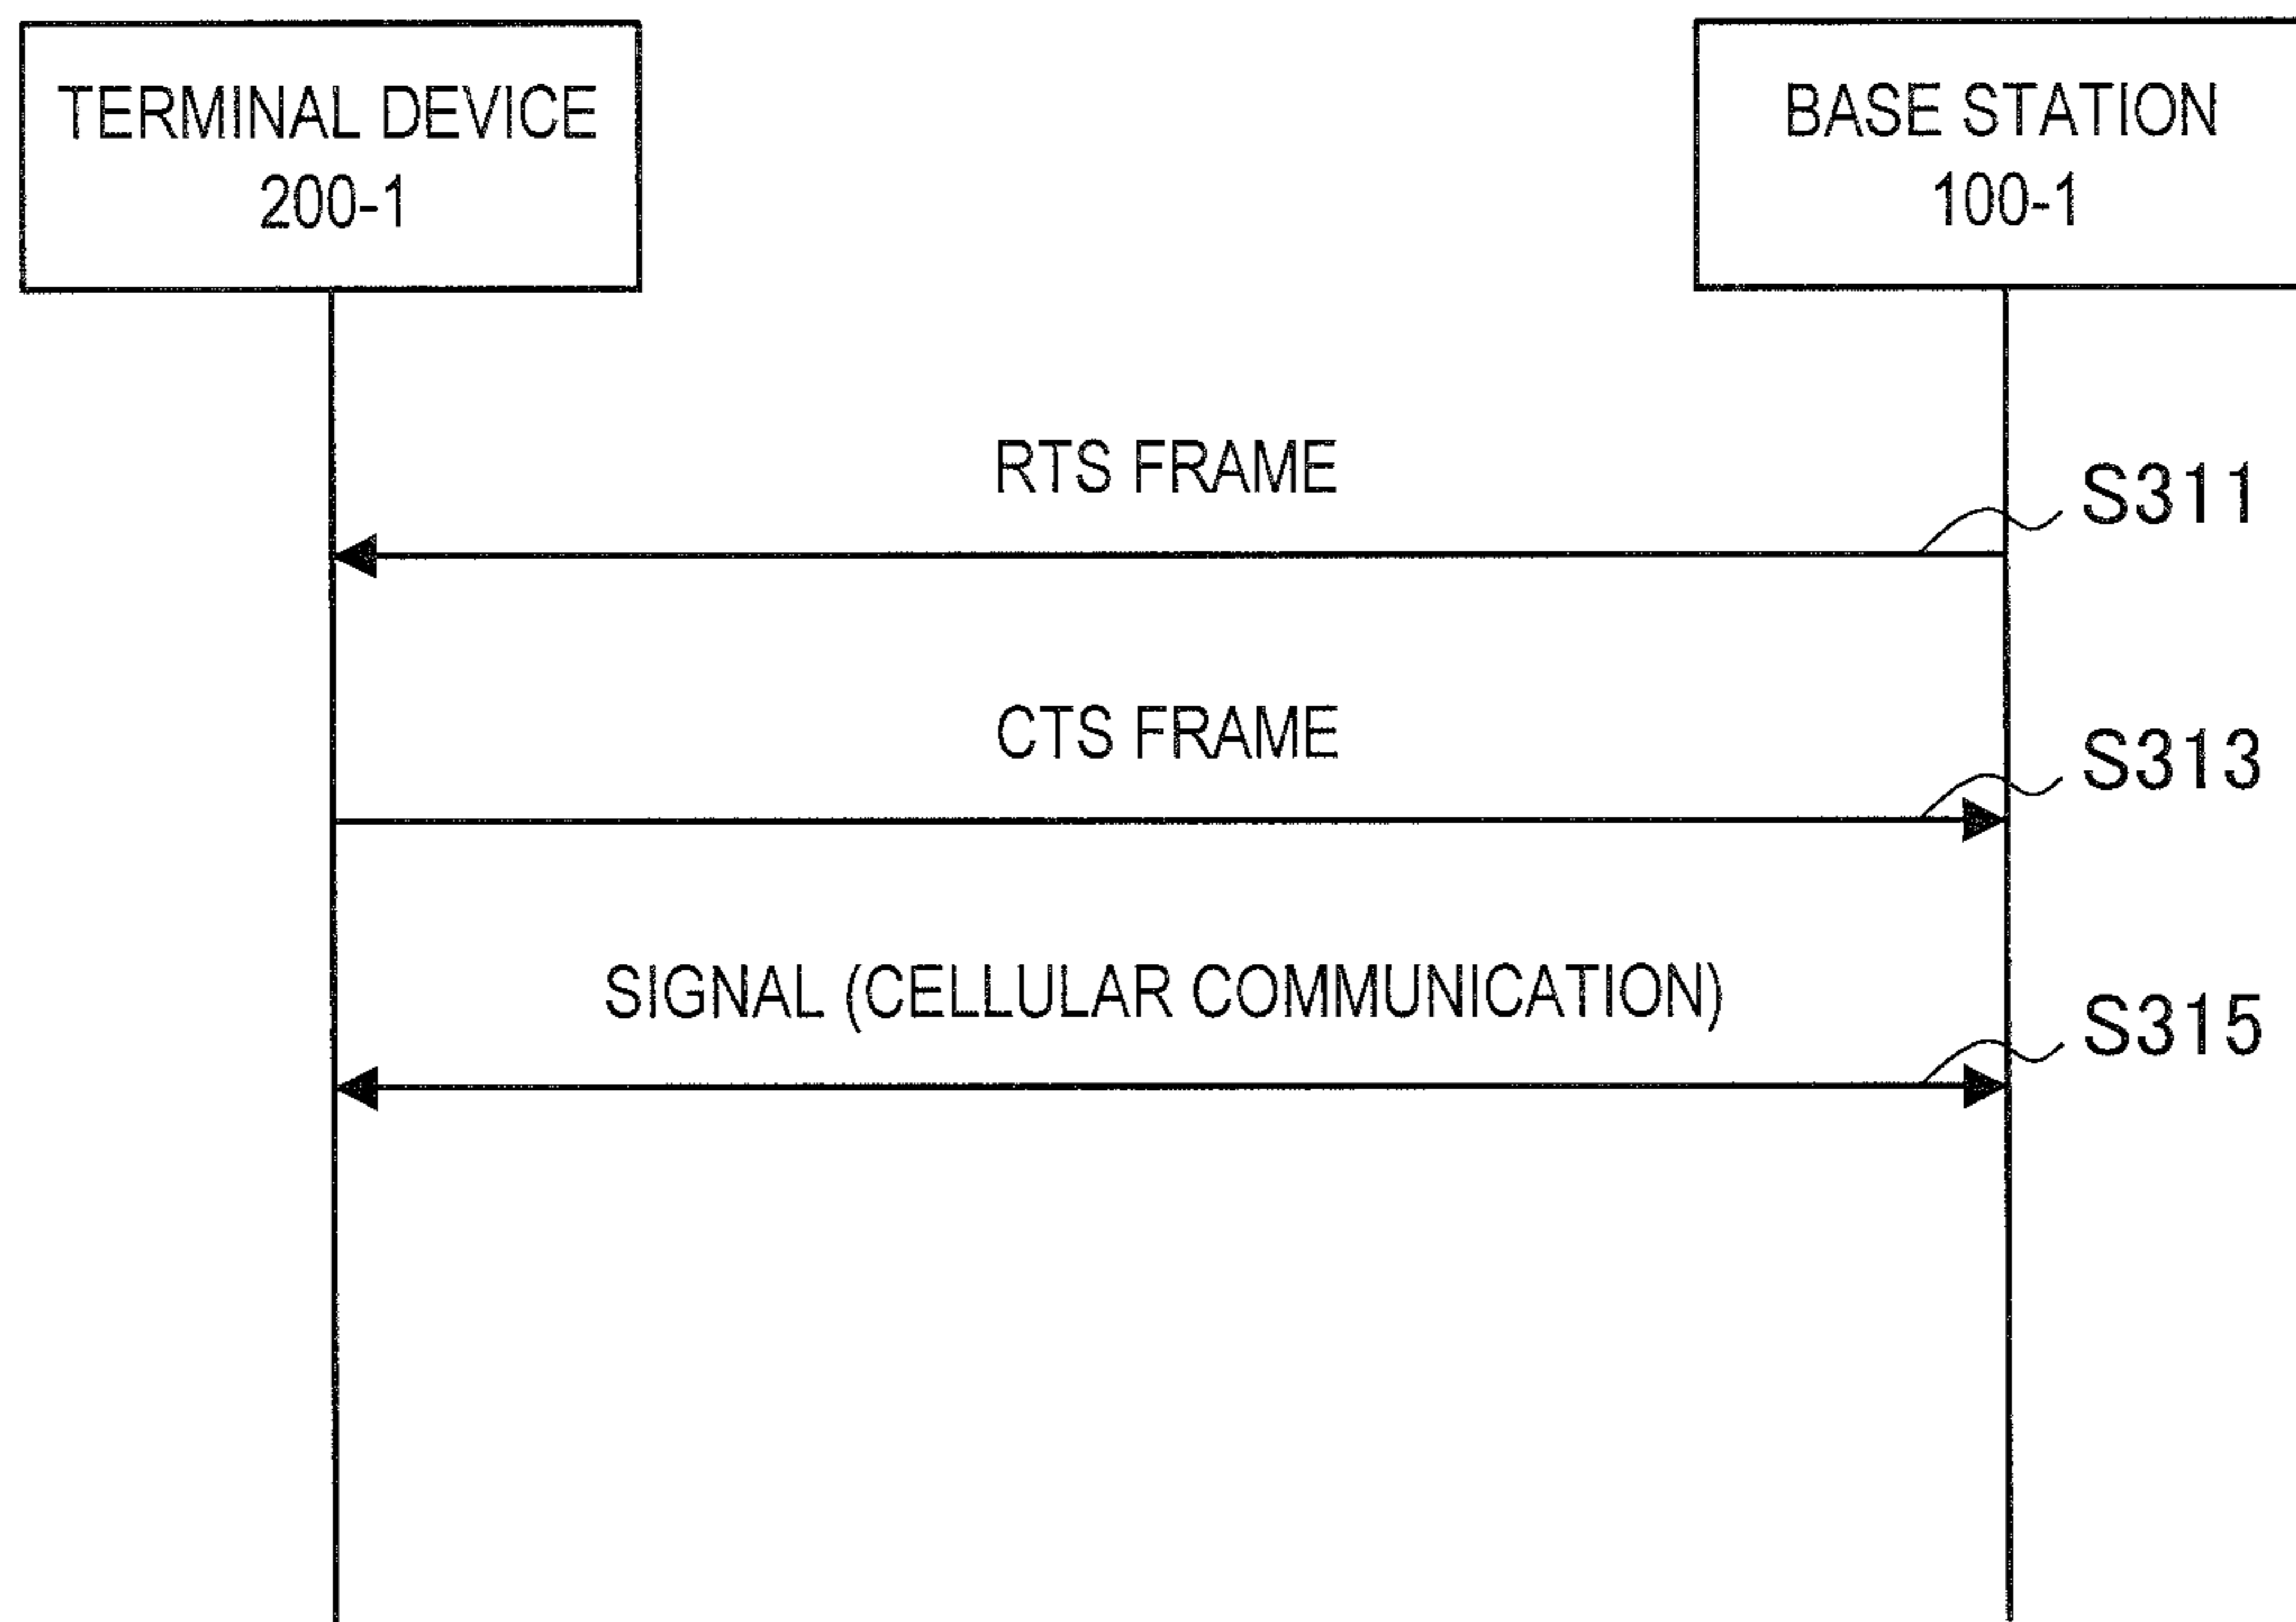 TERMINAL DEVICE
200-1
BASE STATION
100-1
RTS FRAME
S311
CTS FRAME
S313
SIGNAL (CELLULAR COMMUNICATION)
S315